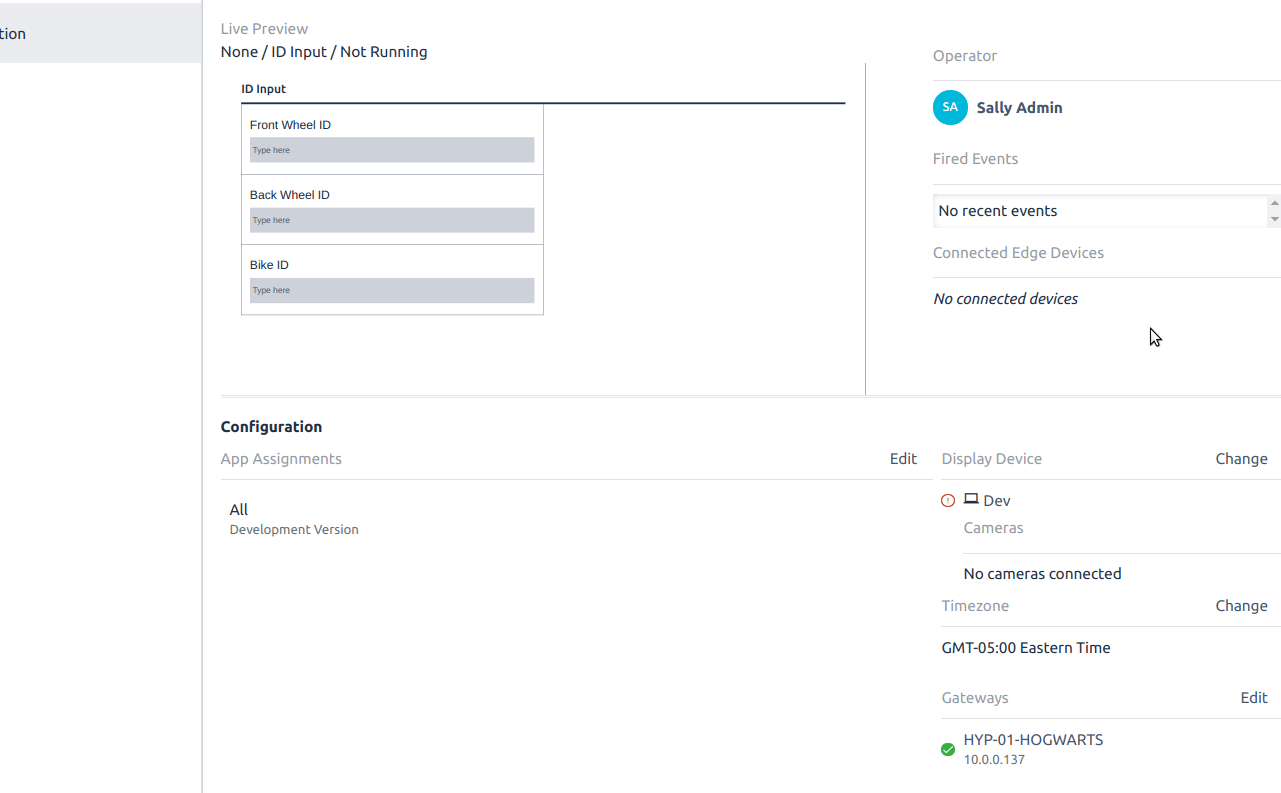 tion
Live Preview
None / ID Input / Not Running
ID Input
Front Wheel ID
Type here
Back Wheel ID
Type here
Bike ID
Type here
Operator
SA Sally Admin
Fired Events
No recent events
Connected Edge Devices
No connected devices
Configuration
App Assignments Edit
All
Development Version
Display Device Change
Dev
Cameras
No cameras connected
Timezone Change
GMT-05:00 Eastern Time
Gateways Edit
HYP-01-HOGWARTS
10.0.0.137